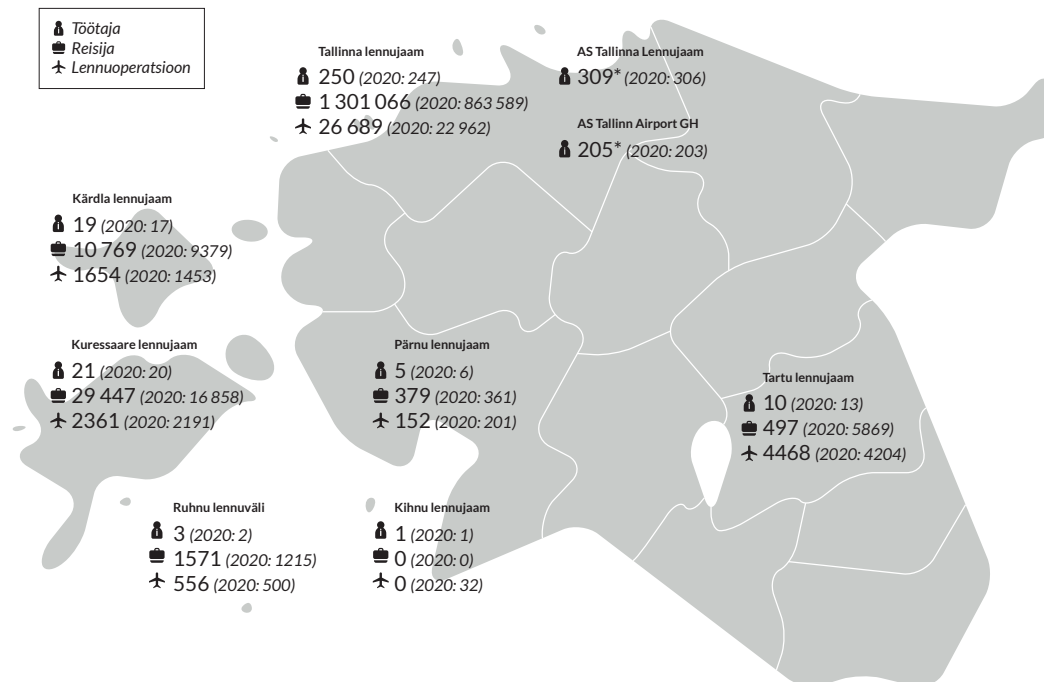 Töötaja
Reisija
Lennuoperatsioon
Tallinna lennujaam
250 (2020: 247)
1 301 066 (2020: 863 589)
26 689 (2020: 22 962)
AS Tallinna Lennujaam
309* (2020: 306)
AS Tallinn Airport GH
205* (2020: 203)
Kärdla lennujaam
19 (2020: 17)
10 769 (2020: 9379)
1654 (2020: 1453)
Kuressaare lennujaam
21 (2020: 20)
29 447 (2020: 16 858)
2361 (2020: 2191)
Pärnu lennujaam
5 (2020: 6)
379 (2020: 361)
152 (2020: 201)
Tartu lennujaam
10 (2020: 13)
497 (2020: 5869)
4468 (2020: 4204)
Ruhnu lennuväli
3 (2020: 2)
1571 (2020: 1215)
556 (2020: 500)
Kihnu lennujaam
1 (2020: 1)
0 (2020: 0)
0 (2020: 32)